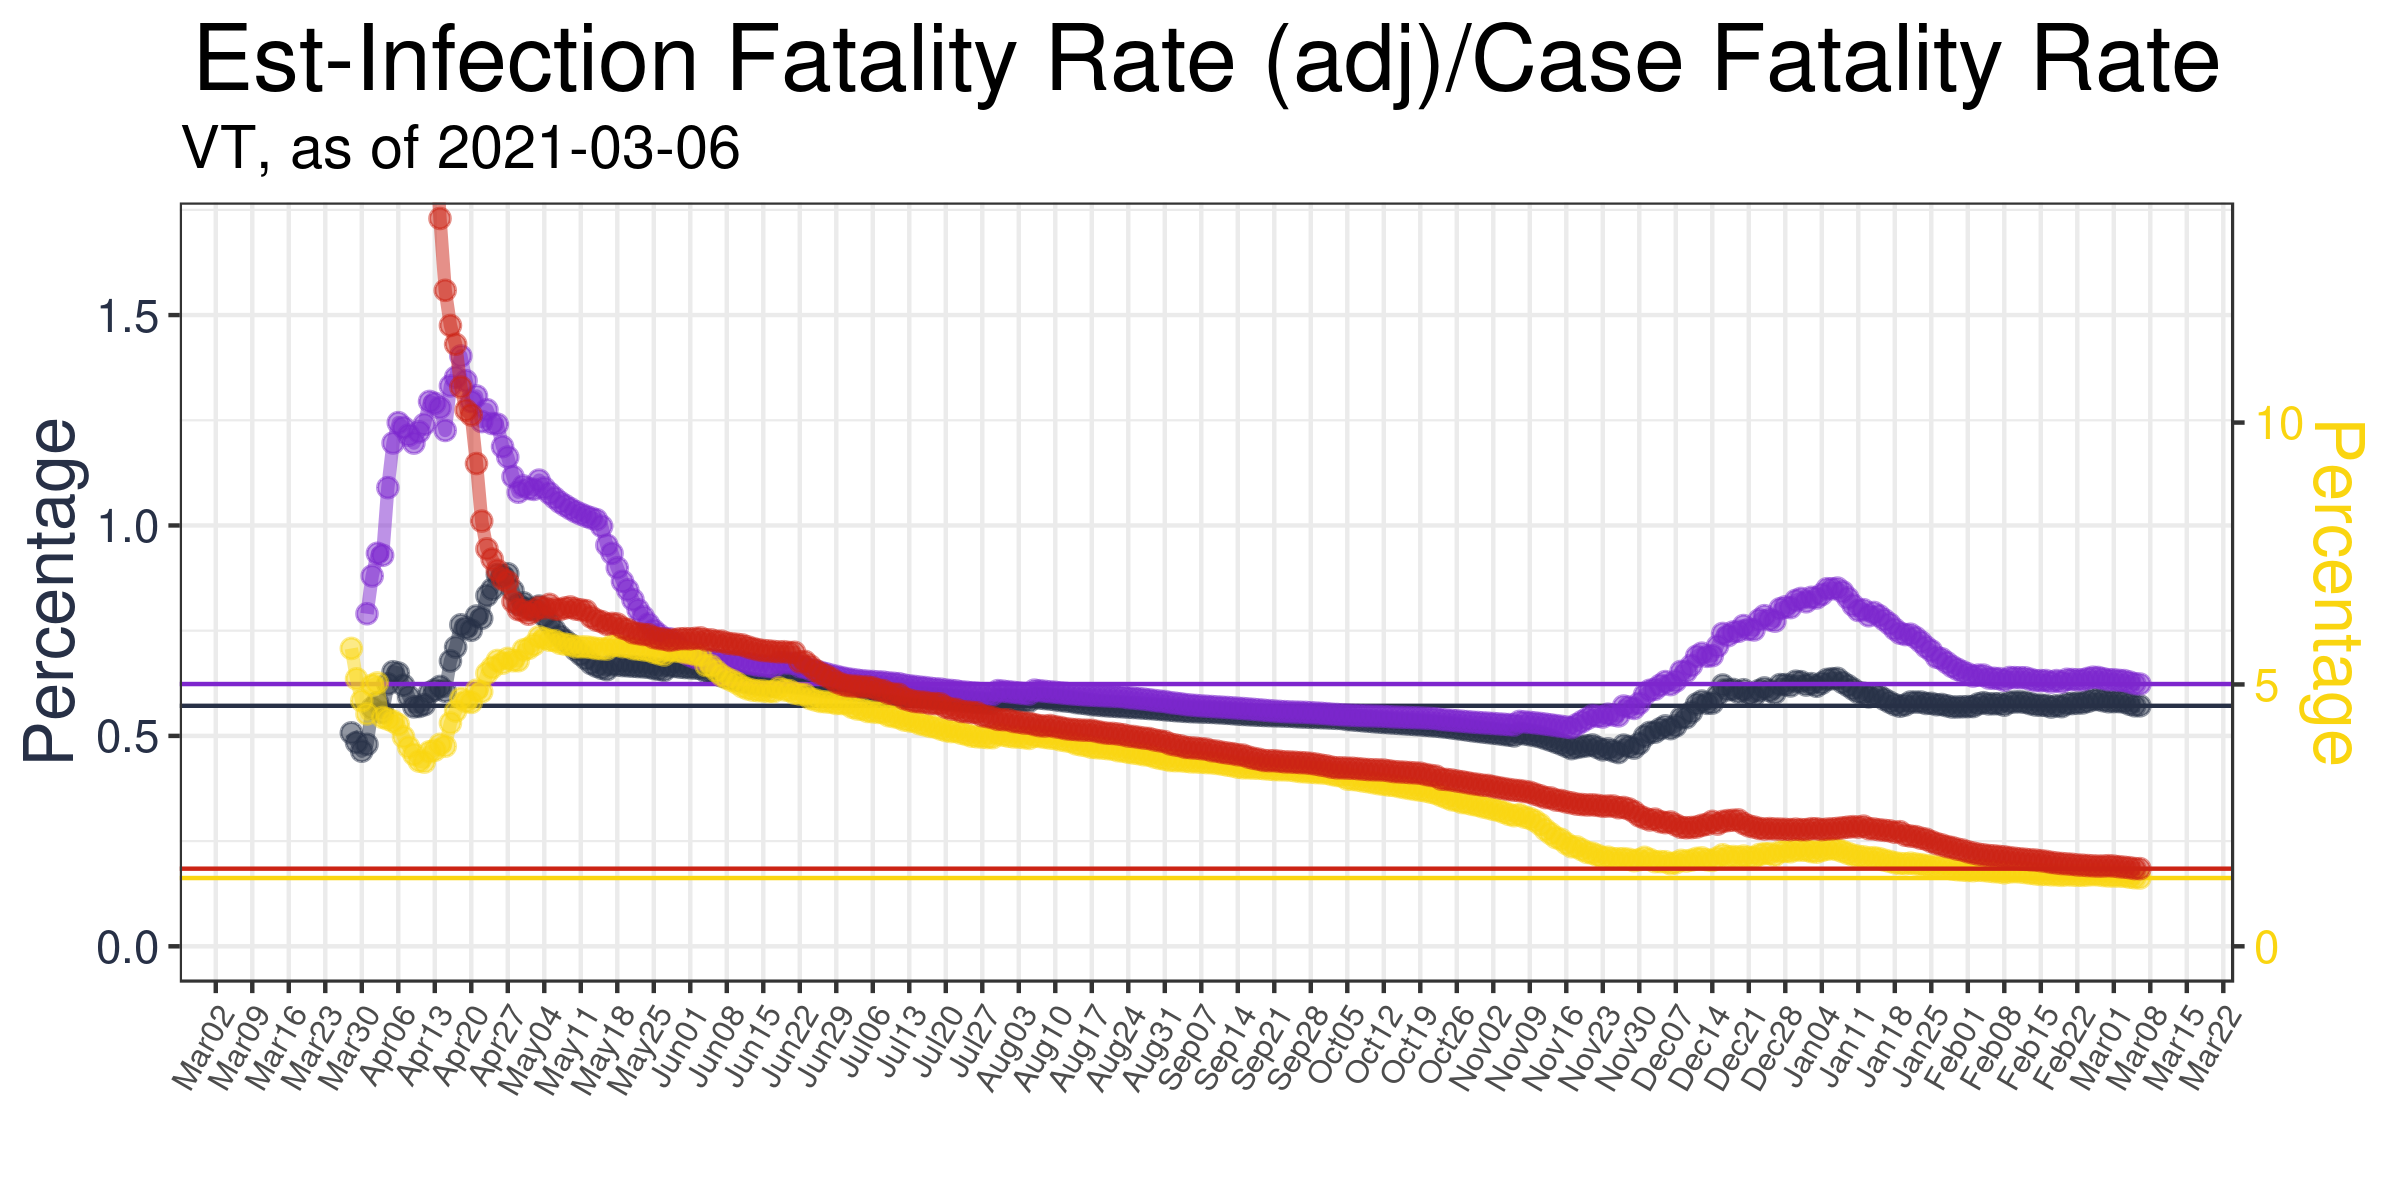 Est-Infection Fatality Rate (adj)/Case Fatality Rate
VT, as of 2021-03-06
Percentage
1.5
1.0
0.5
0.0
10
5
0
Percentage
Mar02
Mar09
Mar16
Mar23
Mar30
Apr06
Apr13
Apr20
Apr27
May04
May11
May18
May25
Jun01
Jun08
Jun15
Jun22
Jun29
Jul06
Jul13
Jul20
Jul27
Aug03
Aug10
Aug17
Aug24
Aug31
Sep07
Sep14
Sep21
Sep28
Oct05
Oct12
Oct19
Oct26
Nov02
Nov09
Nov16
Nov23
Nov30
Dec07
Dec14
Dec21
Dec28
Dec04
Jan11
Jan18
Jan18
Jan25
Feb01
Feb08
Feb15
Feb22
Mar01
Mar08
Mar15
Mar22